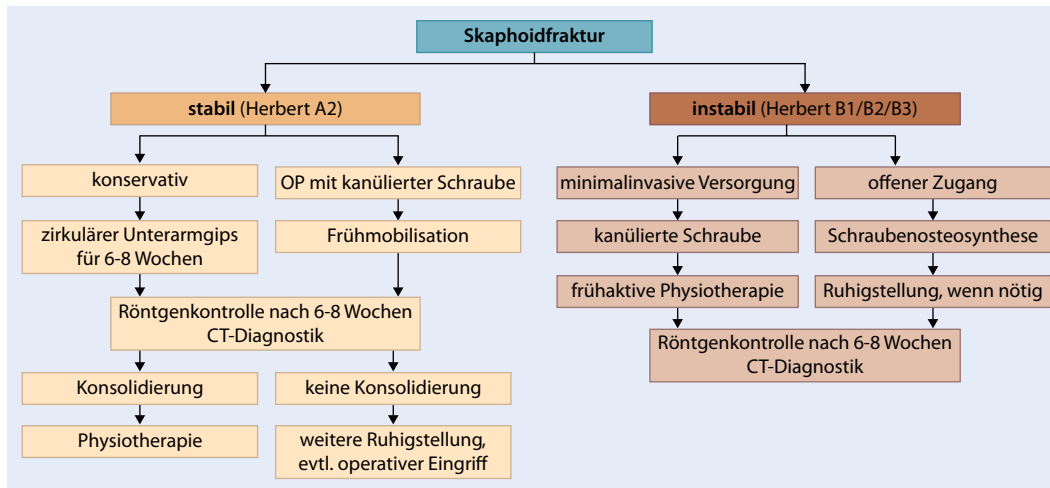 Skaphoidfraktur
stabil (Herbert A2)
instabil (Herbert B1/B2/B3)
konservativ
OP mit kanülierter Schraube
minimalinvasive Versorgung
offener Zugang
zirkulärer Unterarmgips
für 6-8 Wochen
Frühmobilisation
kanülierte Schraube
Schraubenosteosynthese
frühaktive Physiotherapie
Ruhigstellung, wenn nötig
Röntgenkontrolle nach 6-8 Wochen
CT-Diagnostik
Röntgenkontrolle nach 6-8 Wochen
CT-Diagnostik
Konsolidierung
keine Konsolidierung
Physiotherapie
weitere Ruhigstellung,
evtl. operativer Eingriff